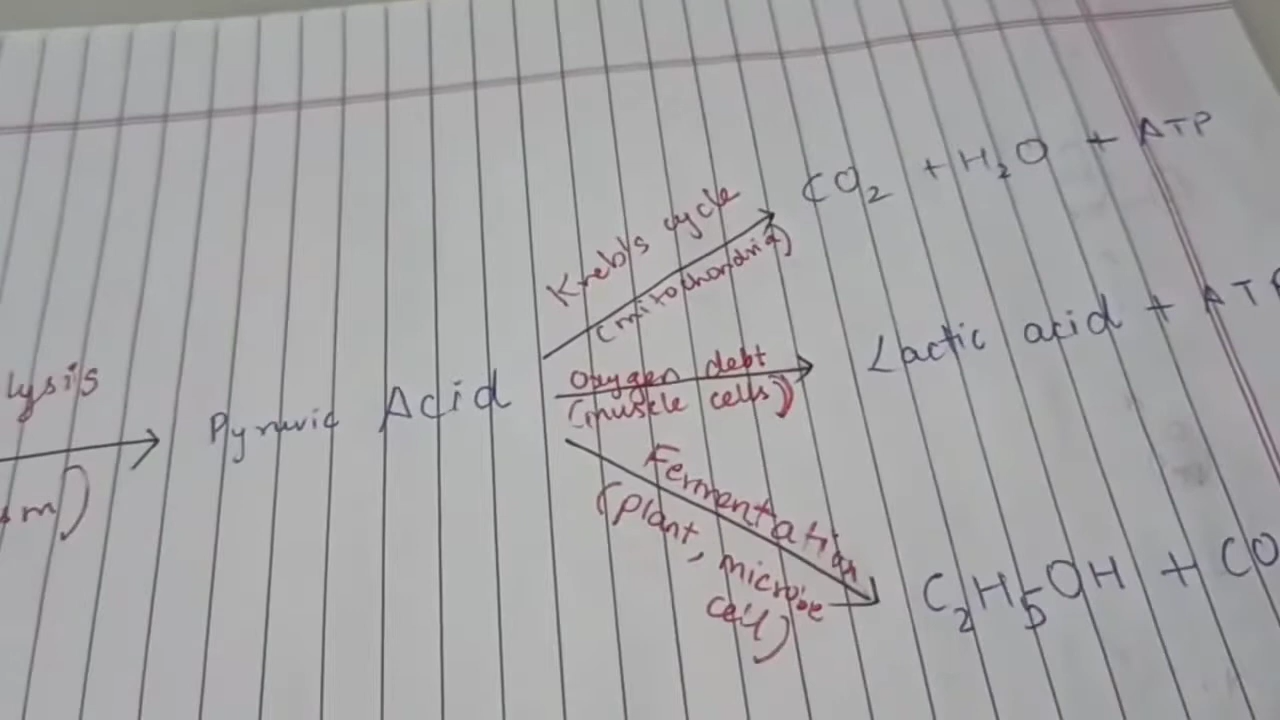 CO2 + H2O + ATP
Kreb's cycle
(mitochondria)
lysis
Pyruvic Acid
Oxygen debt
(muscle cells)
Lactic acid + AT
Fermentation
(plant, microbe
cell)
C2H5OH + CO